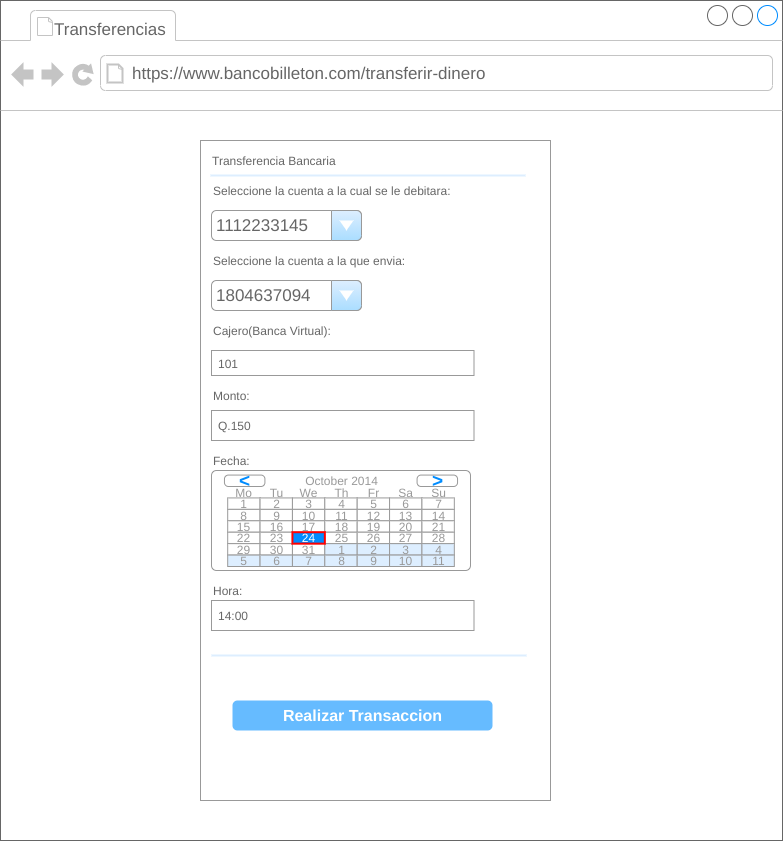 Transferencias
https://www.bancobilleton.com/transferir-dinero
Transferencia Bancaria
Seleccione la cuenta a la cual se le debitara:
1112233145
Seleccione la cuenta a la que envia:
1804637094
Cajero(Banca Virtual):
101
Monto:
Q.150
Fecha:
< October 2014 >
Mo Tu We Th Fr Sa Su
1 2 3 4 5 6 7
8 9 10 11 12 13 14
15 16 17 18 19 20 21
22 23 24 25 26 27 28
29 30 31 1 2 3 4
5 6 7 8 9 10 11
Hora:
14:00
Realizar Transaccion